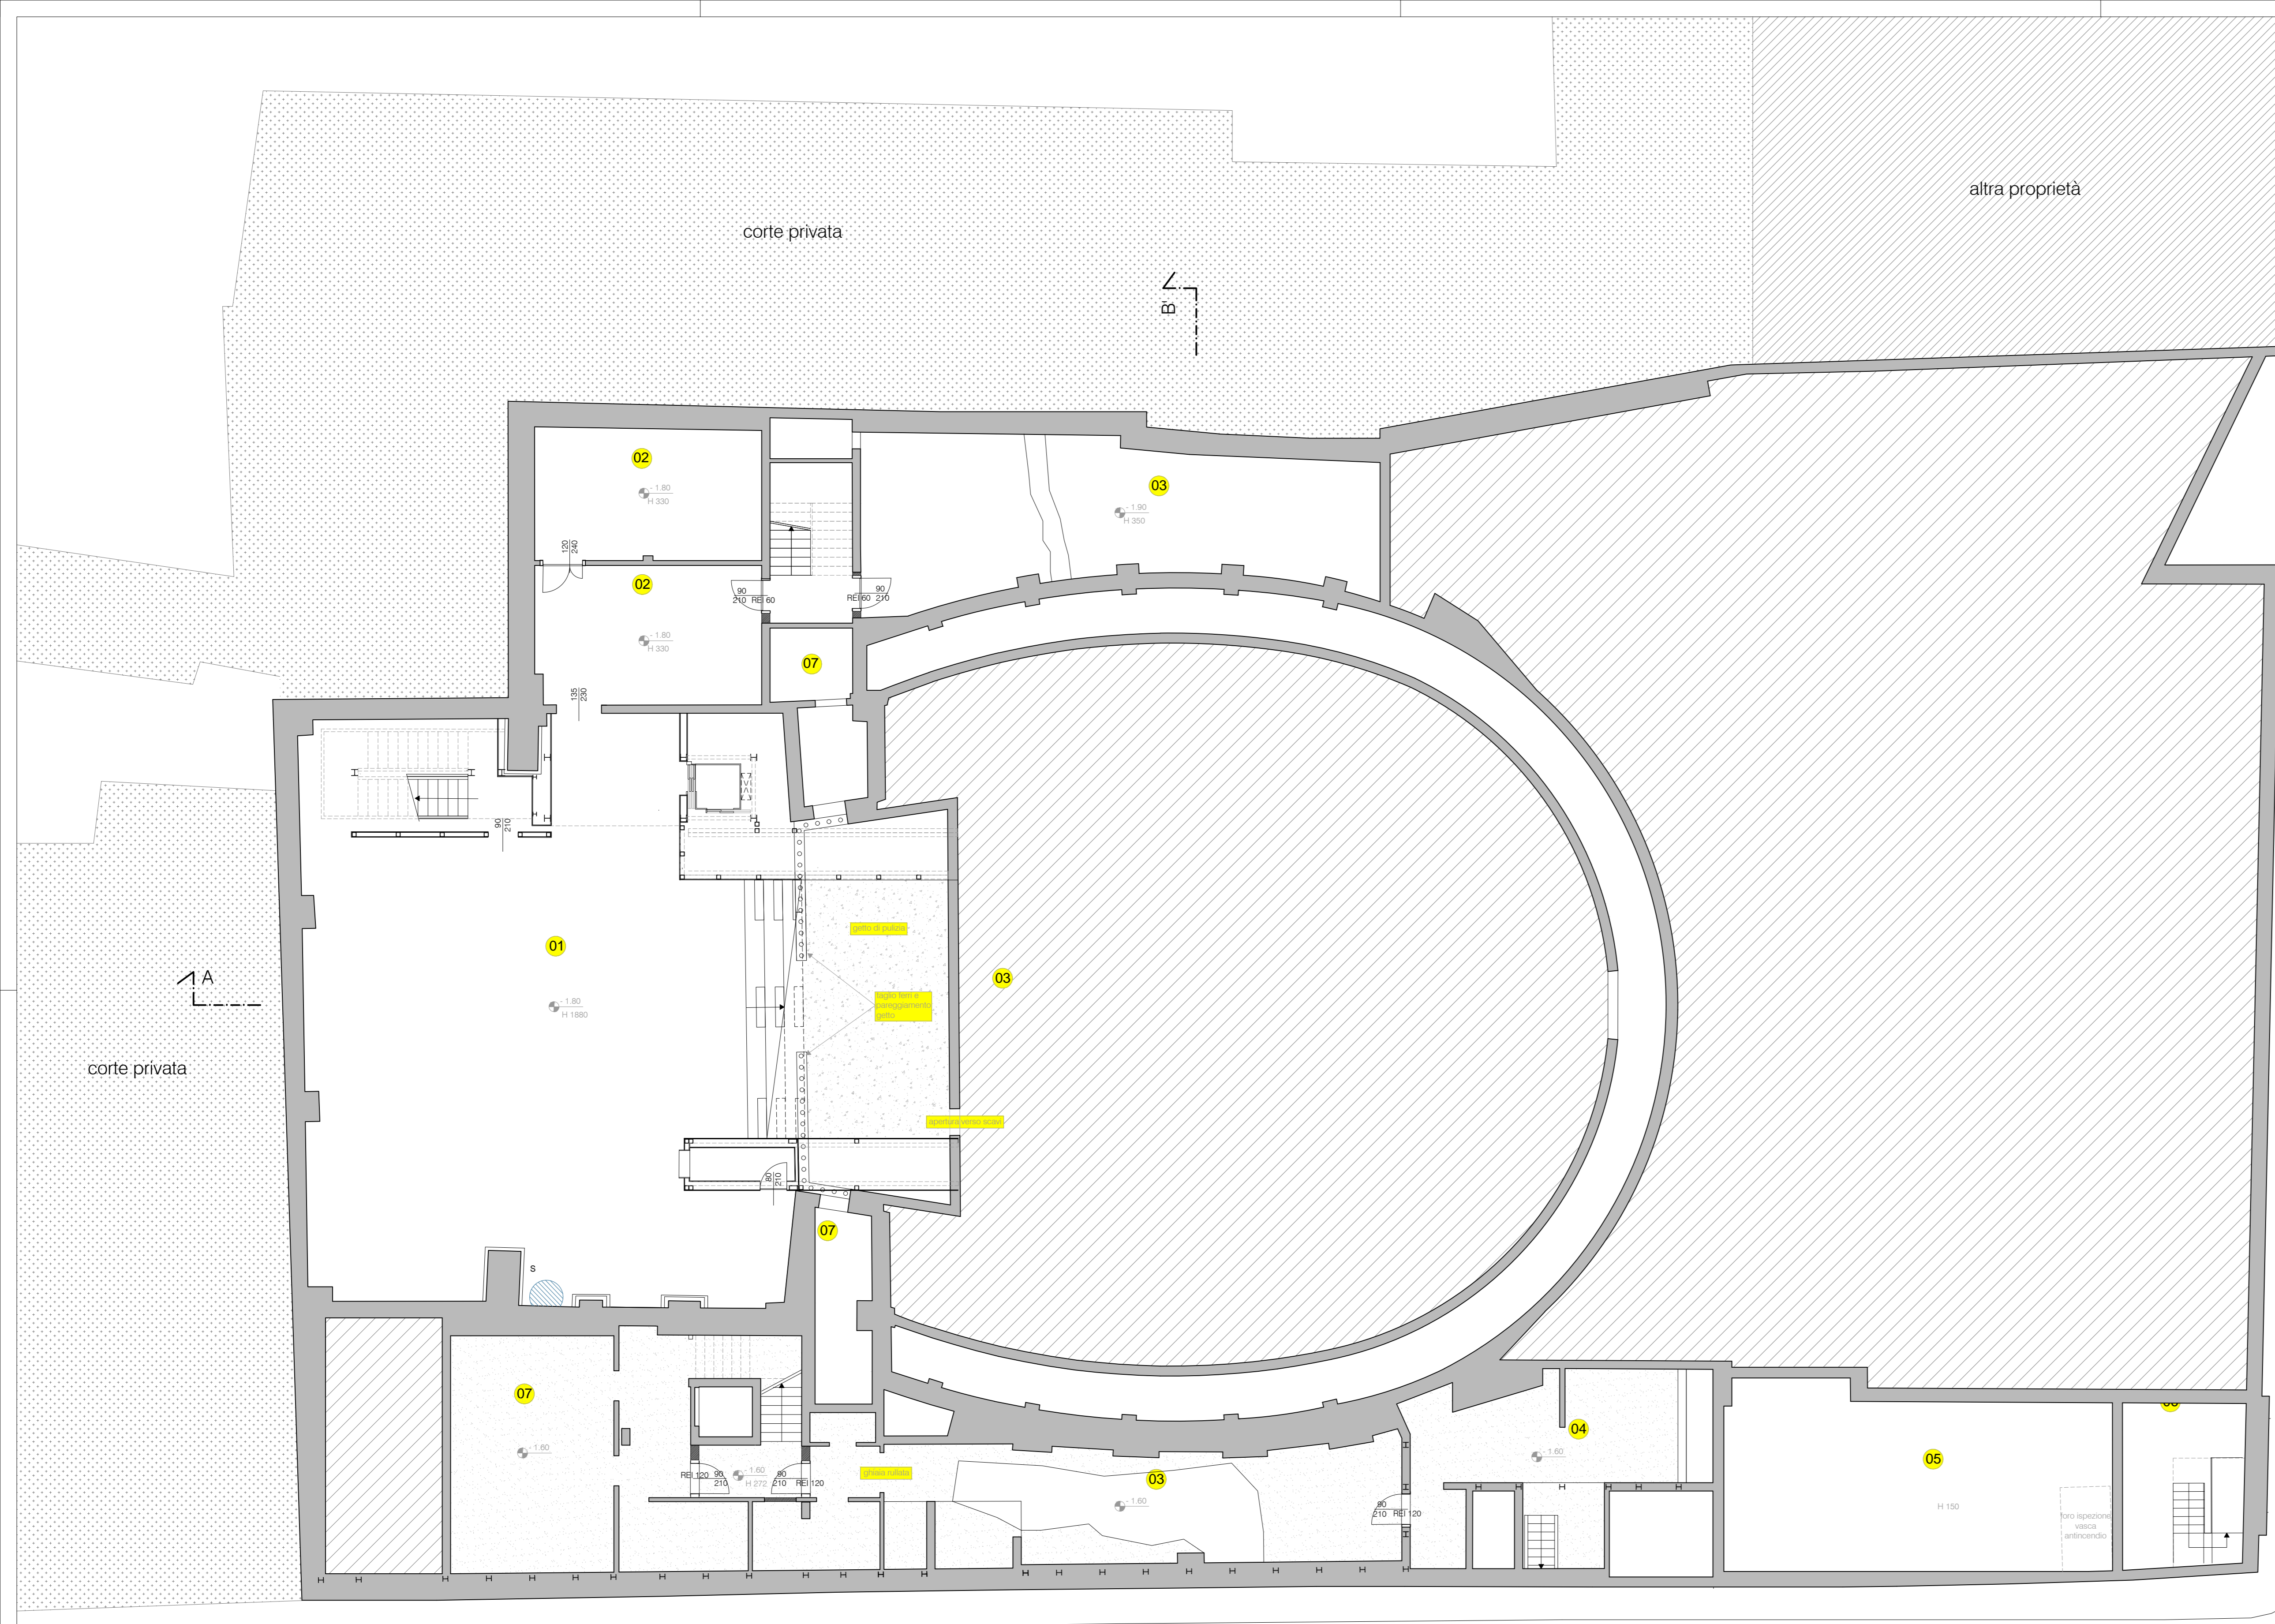 altra proprietà
corte privata
B'
02
- 1.80
H 330
03
- 1.90
H 350
120
240
02
90
210 REI 60
REI 60
90
210
- 1.80
H 330
07
135
230
90
210
getto di pulizia
01
03
A
taglio ferri e
pareggiamento
getto
- 1.80
H 1880
corte privata
apertura verso scavi
80
210
07
S
07
- 1.60
04
- 1.60
05
REI 120
90
210
- 1.60
H 272
90
210
REI 120
ghiaia rullata
03
- 1.60
90
210
REI 120
H 150
foro ispezione
vasca
antincendio